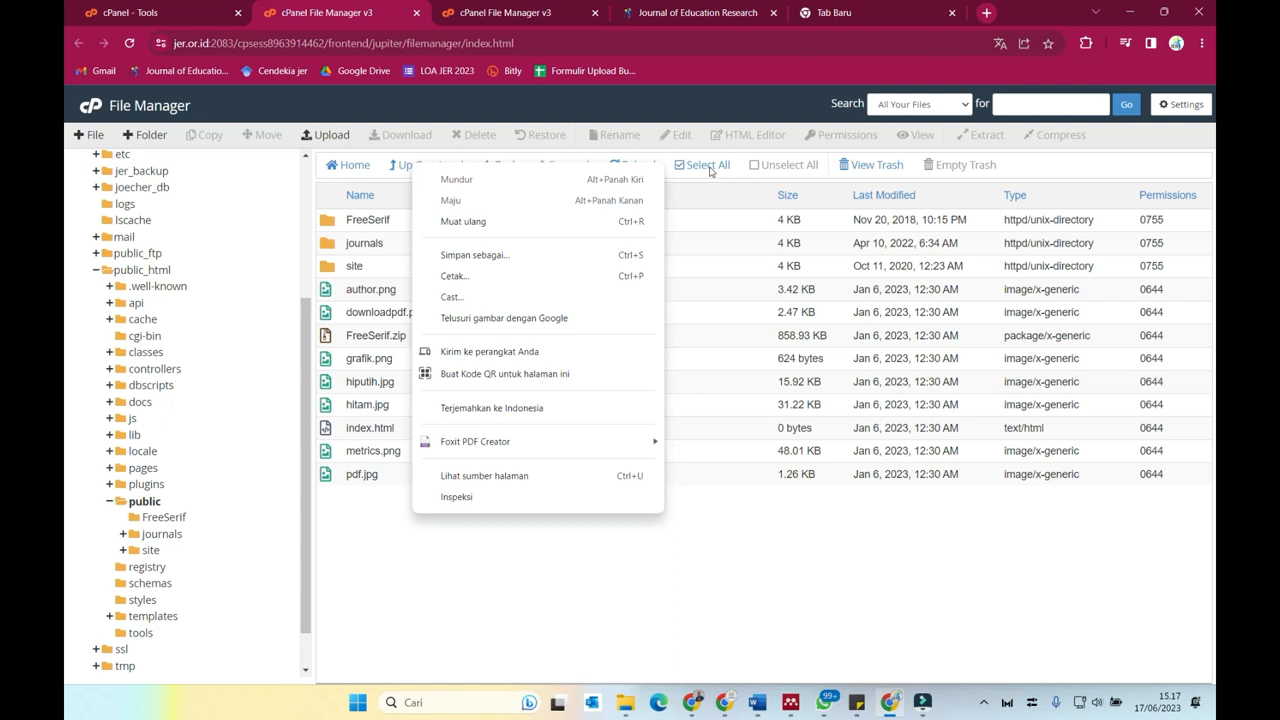 cPanel - Tools
cPanel File Manager v3
cPanel File Manager v3
Journal of Education Research
Tab Baru
jer.or.id:2083/cpsess8963914462/frontend/jupiter/filemanager/index.html
Gmail
Journal of Educatio...
Cendekia jer
Google Drive
LOA JER 2023
Bitly
Formulir Upload Bu...
cP File Manager
Search
All Your Files
for
Go
Settings
File
Folder
Copy
Move
Upload
Download
Delete
Restore
Rename
Edit
HTML Editor
Permissions
View
Extract
Compress
etc
jer_backup
joecher_db
logs
lscache
mail
public_ftp
public_html
.well-known
api
cache
cgi-bin
classes
controllers
dbscripts
docs
js
lib
locale
pages
plugins
public
FreeSerif
journals
site
registry
schemas
styles
templates
tools
ssl
tmp
Home
Up
Select All
Unselect All
View Trash
Empty Trash
Name Size Last Modified Type Permissions
FreeSerif 4 KB Nov 20, 2018, 10:15 PM httpd/unix-directory 0755
journals 4 KB Apr 10, 2022, 6:34 AM httpd/unix-directory 0755
site 4 KB Oct 11, 2020, 12:23 AM httpd/unix-directory 0755
author.png 3.42 KB Jan 6, 2023, 12:30 AM image/x-generic 0644
downloadpdf.p 2.47 KB Jan 6, 2023, 12:30 AM image/x-generic 0644
FreeSerif.zip 858.93 KB Jan 6, 2023, 12:30 AM package/x-generic 0644
grafik.png 624 bytes Jan 6, 2023, 12:30 AM image/x-generic 0644
hiputih.jpg 15.92 KB Jan 6, 2023, 12:30 AM image/x-generic 0644
hitam.jpg 31.22 KB Jan 6, 2023, 12:30 AM image/x-generic 0644
index.html 0 bytes Jan 6, 2023, 12:30 AM text/html 0644
metrics.png 48.01 KB Jan 6, 2023, 12:30 AM image/x-generic 0644
pdf.jpg 1.26 KB Jan 6, 2023, 12:30 AM image/x-generic 0644
Mundur Alt+Panah Kiri
Maju Alt+Panah Kanan
Muat ulang Ctrl+R
Simpan sebagai... Ctrl+S
Cetak... Ctrl+P
Cast...
Telusuri gambar dengan Google
Kirim ke perangkat Anda
Buat Kode QR untuk halaman ini
Terjemahkan ke Indonesia
Foxit PDF Creator
Lihat sumber halaman Ctrl+U
Inspeksi
Cari
99+
15.17
17/06/2023